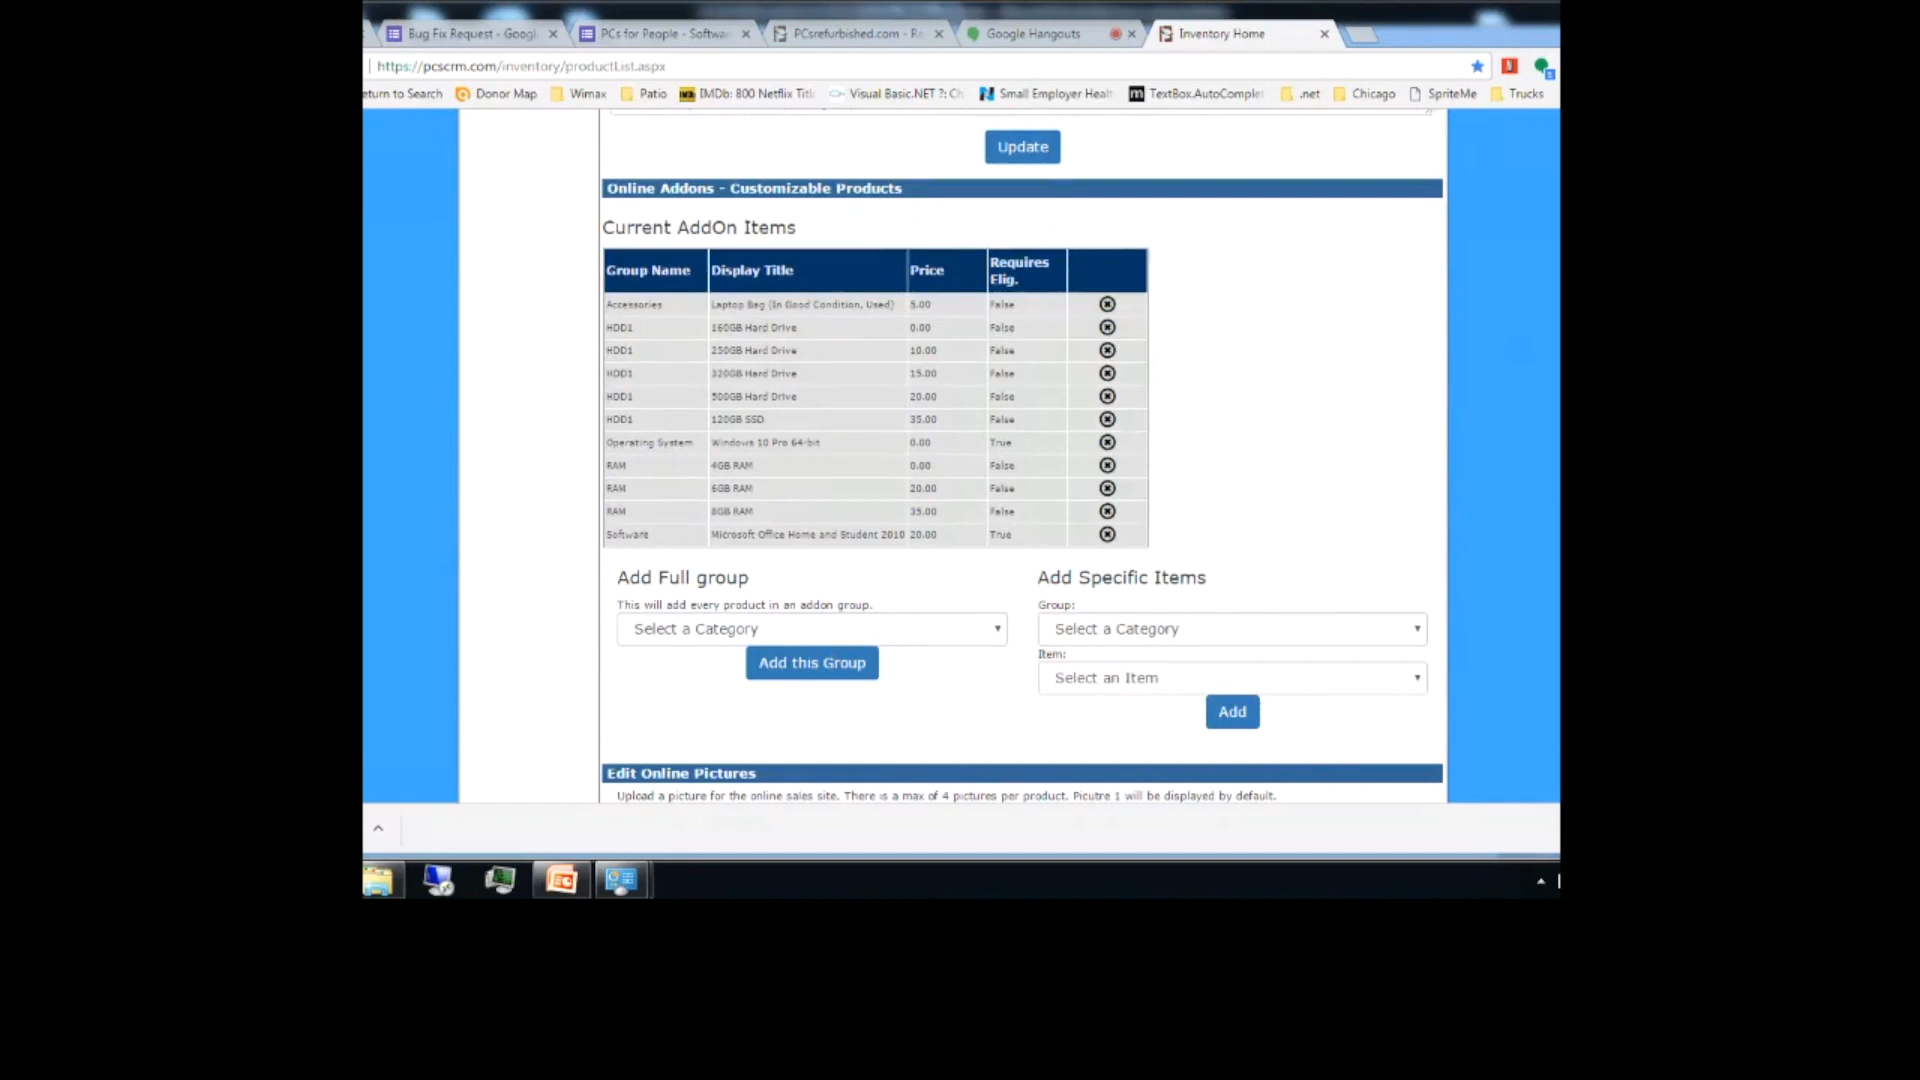 Bug Fix Request - Googl
PCs for People - Softwar
PCsrefurbished.com - Re
Google Hangouts
Inventory Home
https://pcscrm.com/inventory/productList.aspx
eturn to Search
Donor Map
Wimax
Patio
IMDb: 800 Netflix Titl
Visual Basic.NET ?: Ch
Small Employer Healt
TextBox.AutoComplet
.net
Chicago
SpriteMe
Trucks
Update
Online Addons - Customizable Products
Current AddOn Items
Group Name Display Title Price Requires Elig.
Accessories Laptop Bag (In Good Condition, Used) 5.00 False
HDD1 160GB Hard Drive 0.00 False
HDD1 250GB Hard Drive 10.00 False
HDD1 320GB Hard Drive 15.00 False
HDD1 500GB Hard Drive 20.00 False
HDD1 120GB SSD 35.00 False
Operating System Windows 10 Pro 64-bit 0.00 True
RAM 4GB RAM 0.00 False
RAM 6GB RAM 20.00 False
RAM 8GB RAM 35.00 False
Software Microsoft Office Home and Student 2010 20.00 True
Add Full group
This will add every product in an addon group.
Select a Category
Add this Group
Add Specific Items
Group:
Select a Category
Item:
Select an Item
Add
Edit Online Pictures
Upload a picture for the online sales site. There is a max of 4 pictures per product. Picutre 1 will be displayed by default.